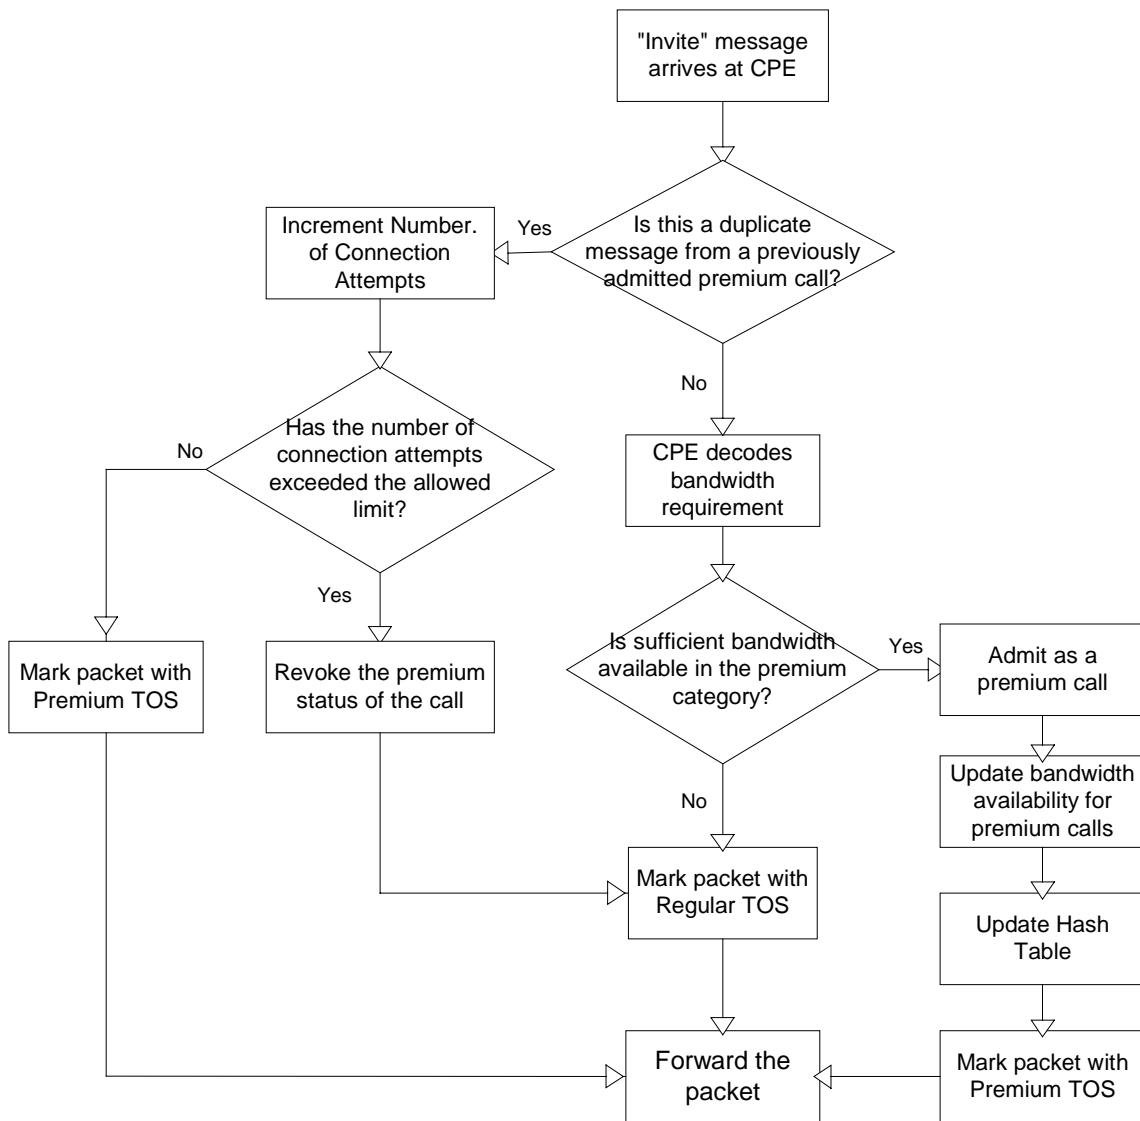 "Invite" message
arrives at CPE
Is this a duplicate
message from a previously
admitted premium call?
Yes
Increment Number.
of Connection
Attempts
No
Has the number of
connection attempts
exceeded the allowed
limit?
No
Yes
CPE decodes
bandwidth
requirement
Is sufficient bandwidth
available in the premium
category?
Yes
No
Mark packet with
Premium TOS
Revoke the premium
status of the call
Admit as a
premium call
Update bandwidth
availability for
premium calls
Mark packet with
Regular TOS
Update Hash
Table
Forward the
packet
Mark packet with
Premium TOS